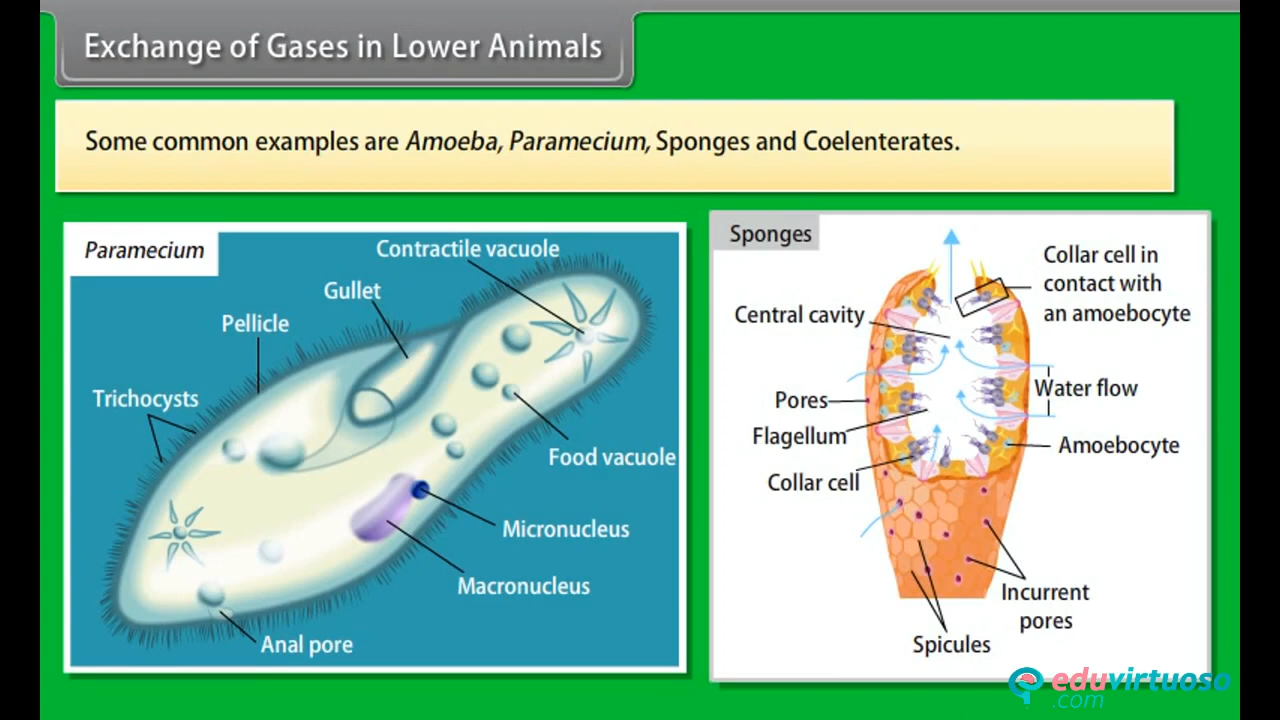 Exchange of Gases in Lower Animals
Some common examples are Amoeba, Paramecium, Sponges and Coelenterates.
Paramecium
Contractile vacuole
Gullet
Pellicle
Trichocysts
Food vacuole
Micronucleus
Macronucleus
Anal pore
Sponges
Collar cell in
contact with
an amoebocyte
Central cavity
Water flow
Pores
Flagellum
Amoebocyte
Collar cell
Incurrent
pores
Spicules
eduvirtuoso
.com